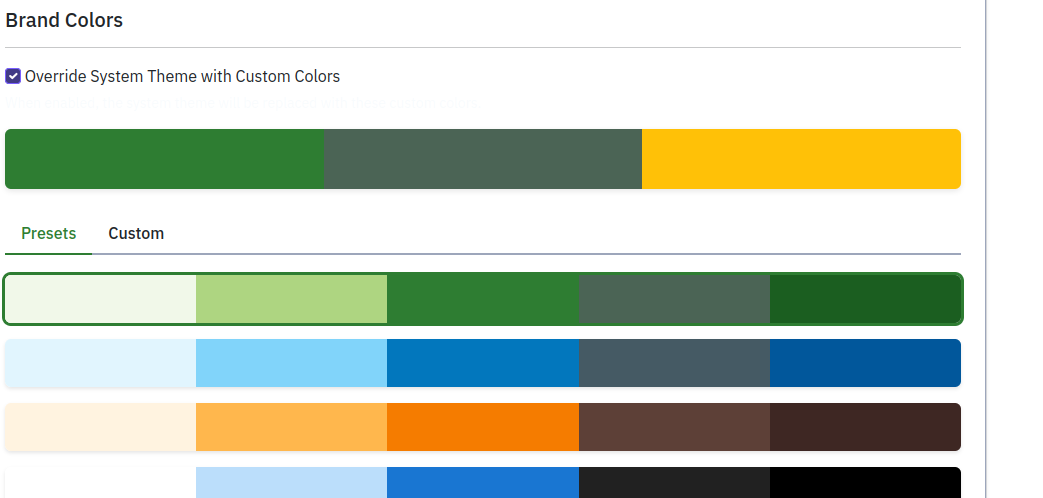 Brand Colors
Override System Theme with Custom Colors
When enabled, the system theme will be replaced with these custom colors.
Presets
Custom